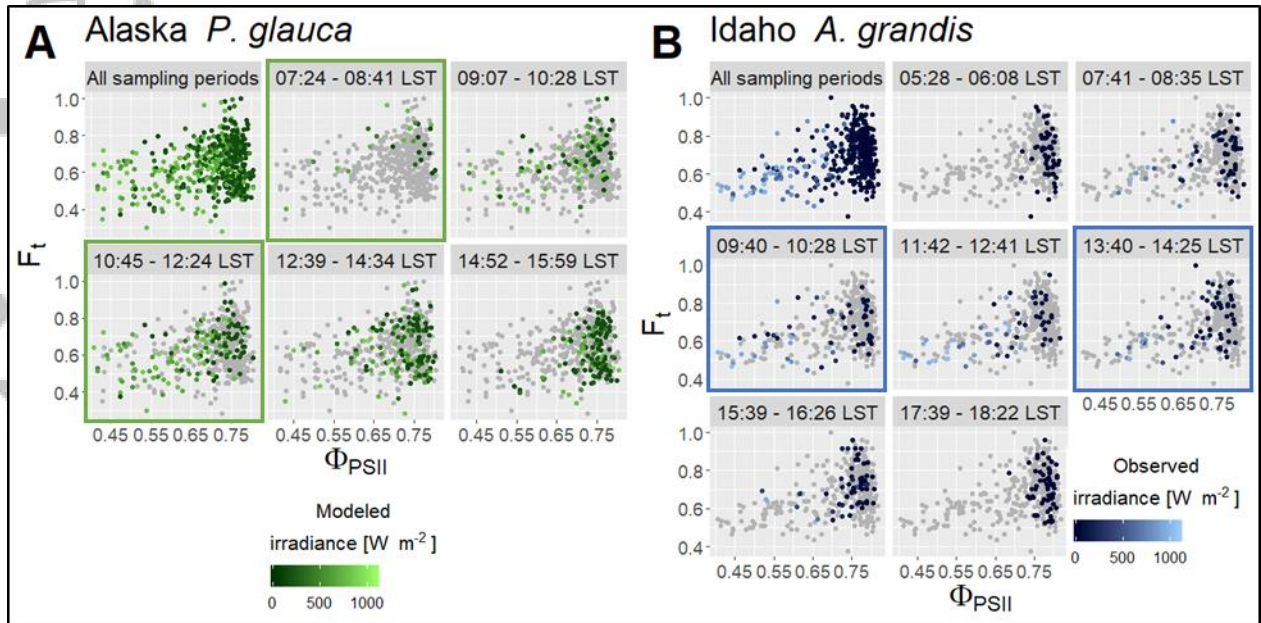 A Alaska P. glauca
All sampling periods 07:24 - 08:41 LST 09:07 - 10:28 LST
1.0
0.8
0.6
0.4
10:45 - 12:24 LST 12:39 - 14:34 LST 14:52 - 15:59 LST
1.0
0.8
0.6
0.4
Ft
0.45 0.55 0.65 0.75 0.45 0.55 0.65 0.75 0.45 0.55 0.65 0.75
ΦPSII
Modeled
irradiance [W m-2]
0 500 1000
B Idaho A. grandis
All sampling periods 05:28 - 06:08 LST 07:41 - 08:35 LST
1.0
0.8
0.6
0.4
09:40 - 10:28 LST 11:42 - 12:41 LST 13:40 - 14:25 LST
1.0
0.8
0.6
0.4
Ft
0.45 0.55 0.65 0.75
15:39 - 16:26 LST 17:39 - 18:22 LST
1.0
0.8
0.6
0.4
0.45 0.55 0.65 0.75 0.45 0.55 0.65 0.75
ΦPSII
Observed
irradiance [W m-2]
0 500 1000